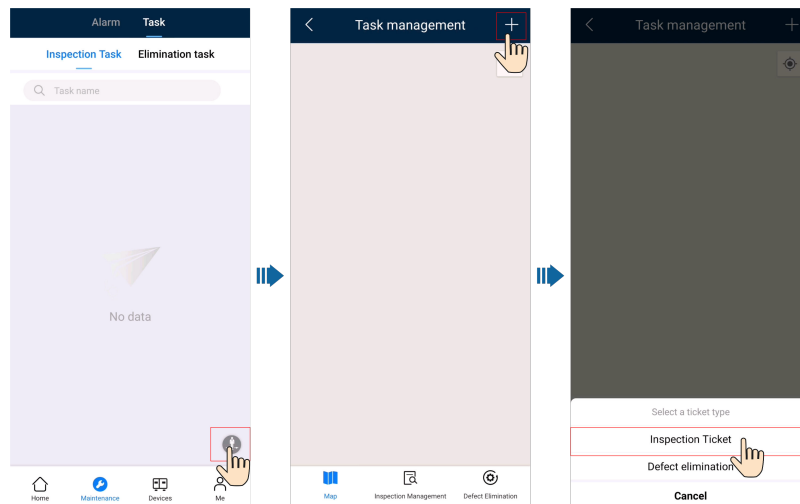 Alarm Task
Inspection Task Elimination task
Task name
No data
Home Maintenance Devices Me
Task management
Map Inspection Management Defect Elimination
Task management
Select a ticket type
Inspection Ticket
Defect elimination
Cancel